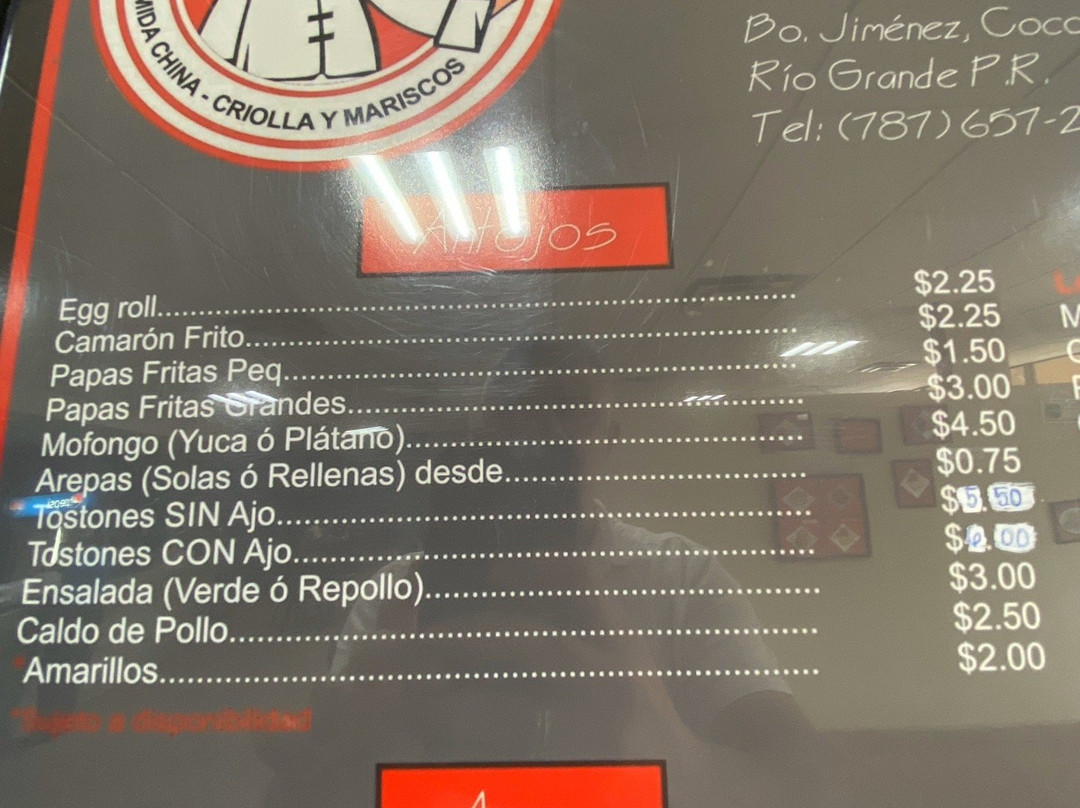 MIDA CHINA - CRIOLLA Y MARISCOS
Bo. Jiménez, Coco
Río Grande P.R.
Tel: (787) 657-2
Antojos
Egg roll........ $2.25
Camarón Frito........ $2.25
Papas Fritas Peq........ $1.50
Papas Fritas Grandes........ $3.00
Mofongo (Yuca ó Plátano)........ $4.50
Arepas (Solas ó Rellenas) desde........ $0.75
Tostones SIN Ajo........ $5.50
Tostones CON Ajo........ $6.00
Ensalada (Verde ó Repollo)........ $3.00
Caldo de Pollo........ $2.50
*Amarillos........ $2.00
*Sujeto a disponibilidad